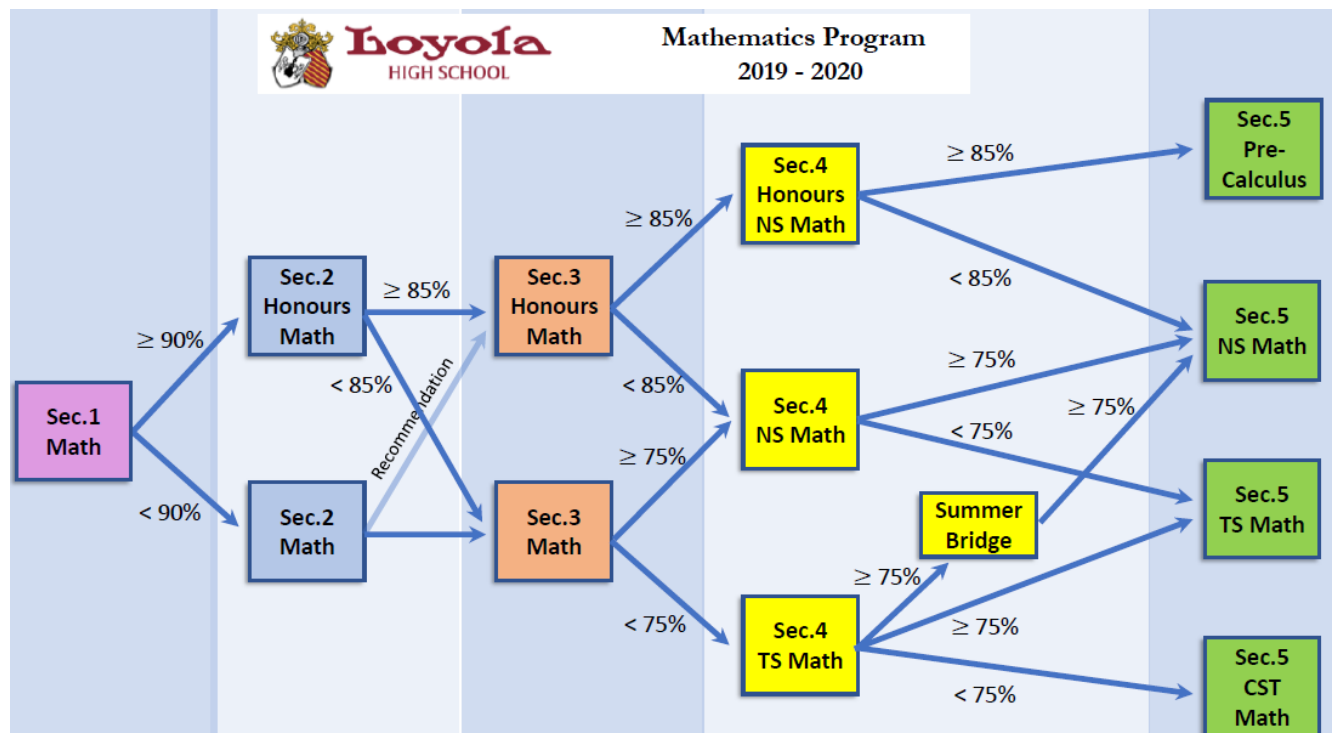 Loyola
HIGH SCHOOL
Mathematics Program
2019 - 2020
Sec.1
Math
≥ 90%
< 90%
Sec.2
Honours
Math
Sec.2
Math
≥ 85%
< 85%
Recommendation
Sec.3
Honours
Math
Sec.3
Math
≥ 85%
< 85%
≥ 75%
< 75%
Sec.4
Honours
NS Math
Sec.4
NS Math
Sec.4
TS Math
≥ 85%
< 85%
≥ 75%
< 75%
≥ 75%
Summer
Bridge
≥ 75%
≥ 75%
< 75%
Sec.5
Pre-
Calculus
Sec.5
NS Math
Sec.5
TS Math
Sec.5
CST
Math